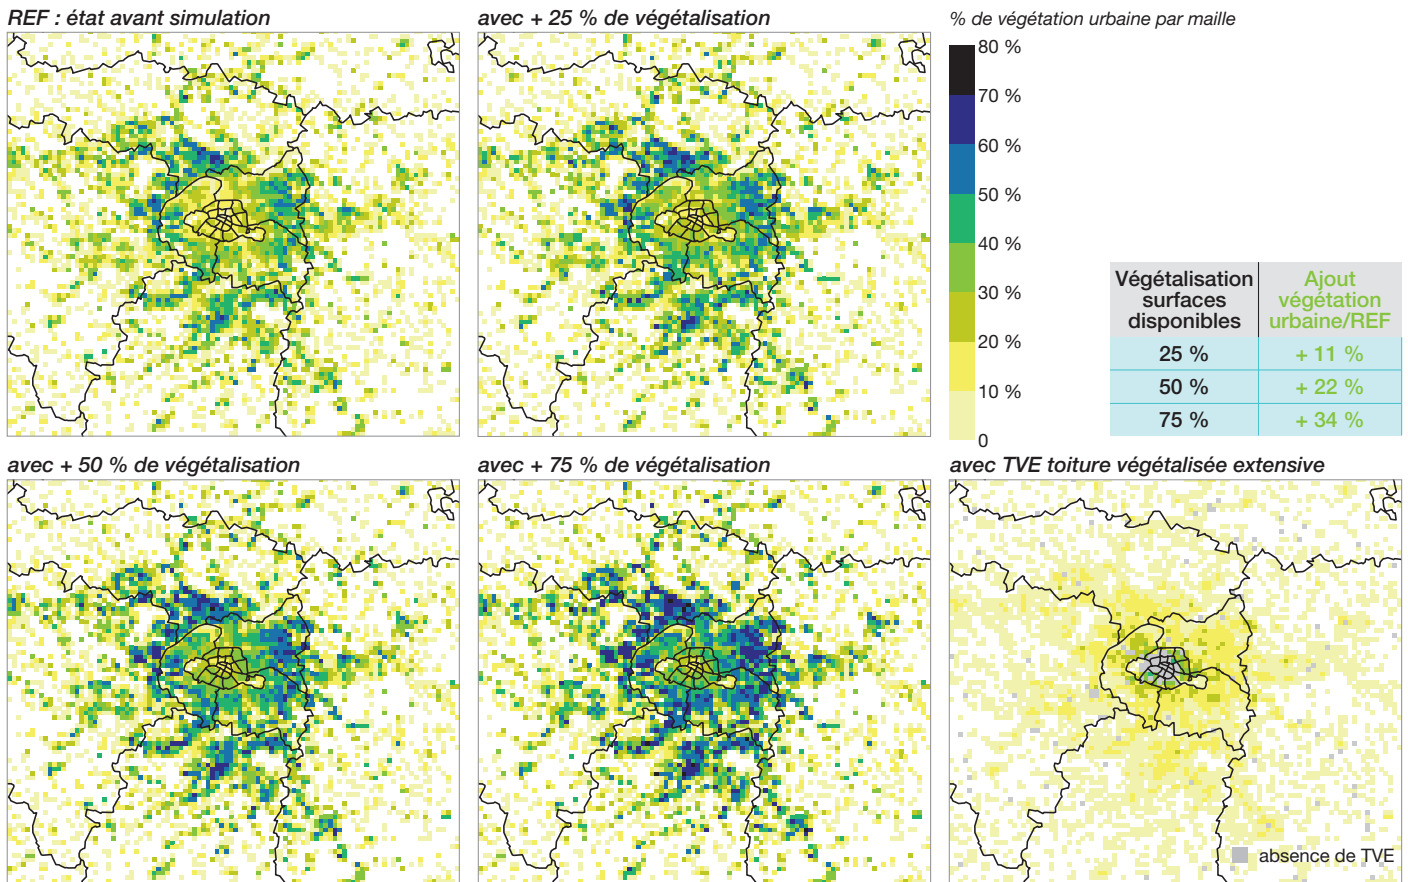 REF : état avant simulation
avec + 25 % de végétalisation
% de végétation urbaine par maille
80 %
70 %
60 %
50 %
40 %
30 %
20 %
10 %
0
Végétalisation
surfaces
disponibles
Ajout
végétation
urbaine/REF
25 %
+ 11 %
50 %
+ 22 %
75 %
+ 34 %
avec + 50 % de végétalisation
avec + 75 % de végétalisation
avec TVE toiture végétalisée extensive
absence de TVE